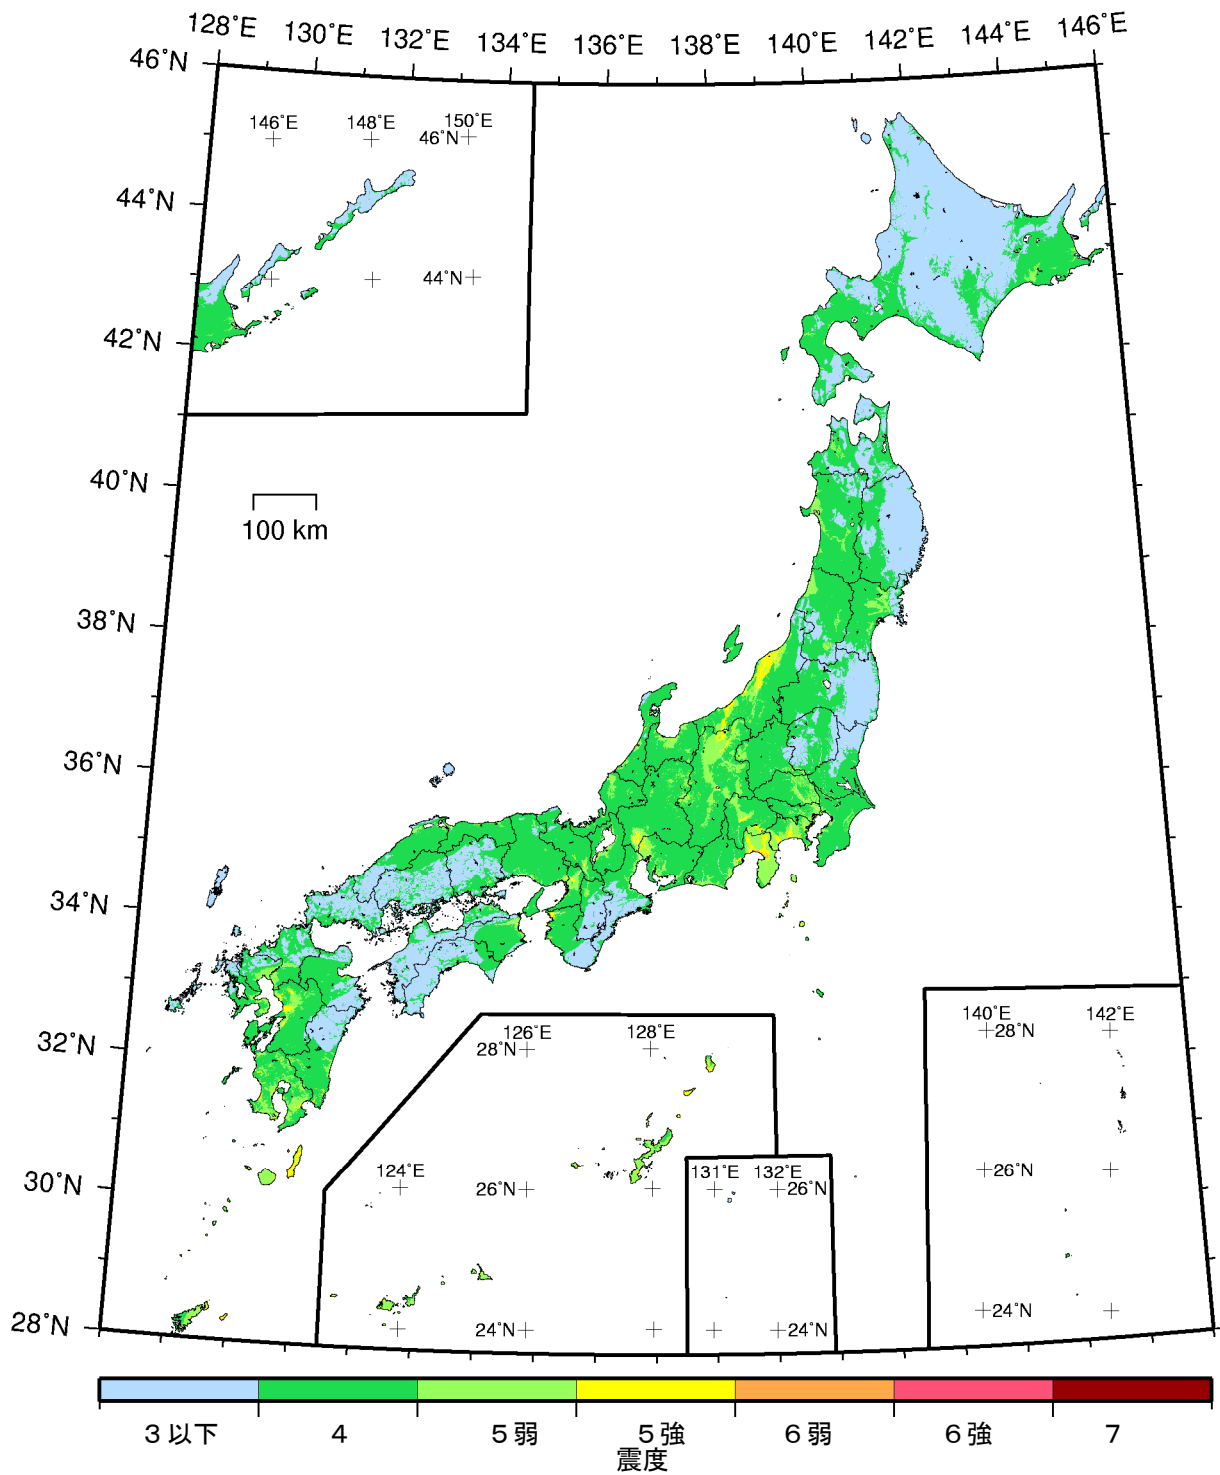 128°E 130°E 132°E 134°E 136°E 138°E 140°E 142°E 144°E 146°E
46°N
146°E 148°E 150°E
46°N
44°N
44°N
42°N
40°N
100 km
38°N
36°N
34°N
32°N
126°E 128°E
28°N
140°E 142°E
28°N
30°N
124°E
26°N
131°E 132°E
26°N
26°N
28°N
24°N
24°N
24°N
3以下 4 5弱 5強 6弱 6強 7
震度